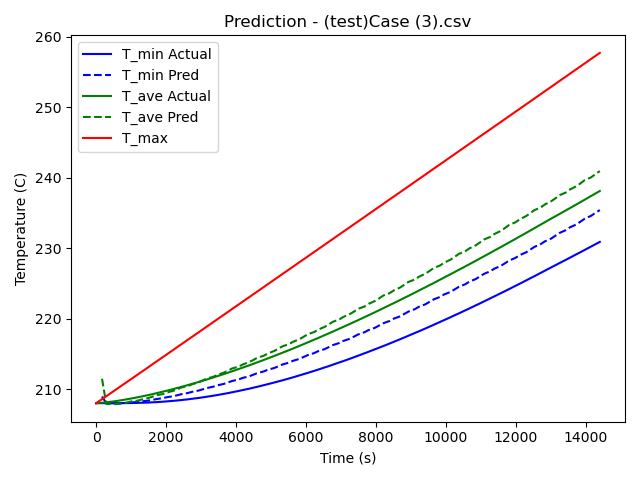 Prediction - (test)Case (3).csv
T_min Actual
T_min Pred
T_ave Actual
T_ave Pred
T_max
Temperature (C)
260
250
240
230
220
210
0 2000 4000 6000 8000 10000 12000 14000
Time (s)